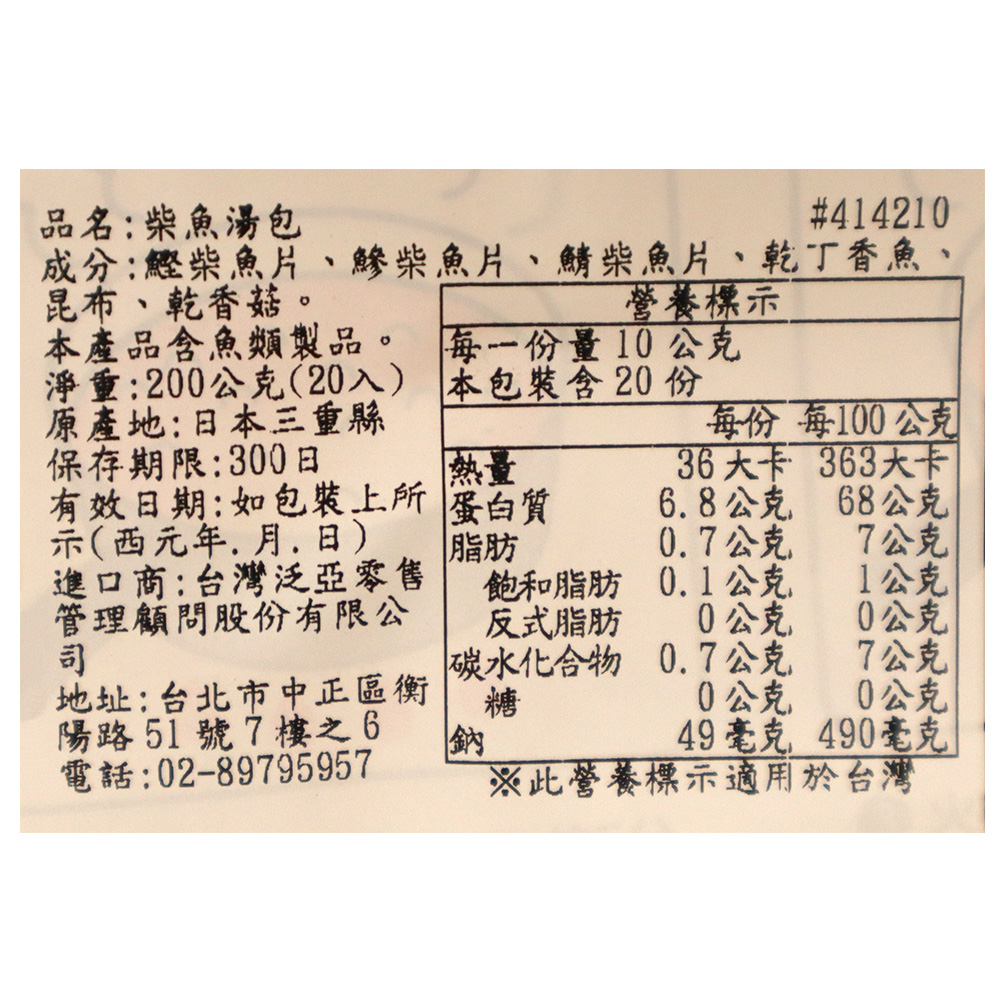 品名:柴魚湯包
#414210
成分:鰹柴魚片、鰺柴魚片、鯖柴魚片、乾丁香魚、
昆布、乾香菇。
本產品含魚類製品。
淨重:200公克(20入)
原產地:日本三重縣
保存期限:300日
有效日期:如包裝上所
示(西元年.月.日)
進口商:台灣泛亞零售
管理顧問股份有限公
司
地址:台北市中正區衡
陽路51號7樓之6
電話:02-89795957
營養標示
每一份量10公克
本包裝含20份
每份 每100公克
熱量 36大卡 363大卡
蛋白質 6.8公克 68公克
脂肪 0.7公克 7公克
飽和脂肪 0.1公克 1公克
反式脂肪 0公克 0公克
碳水化合物 0.7公克 7公克
糖 0公克 0公克
鈉 49毫克 490毫克
※此營養標示適用於台灣